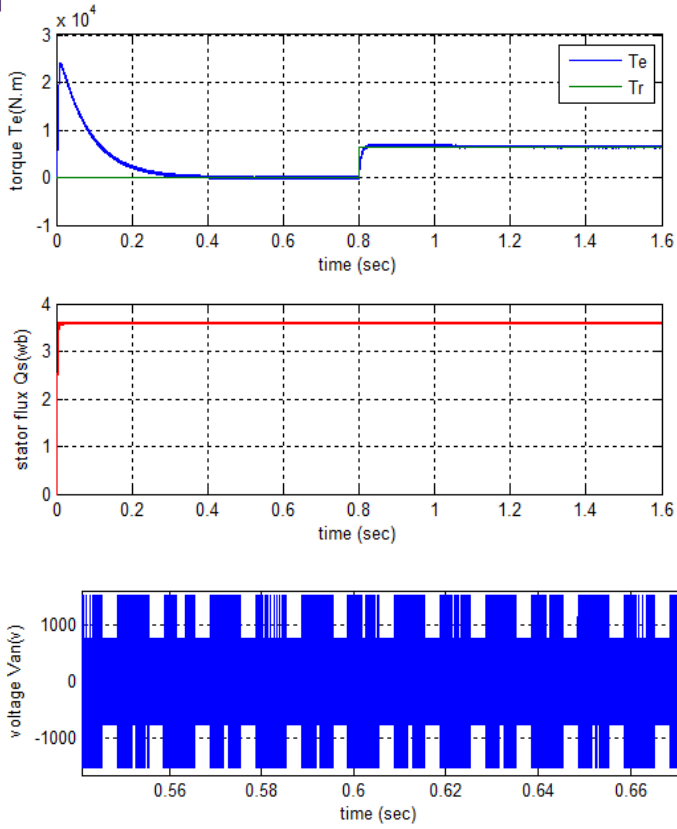 x 10^4
3
2
1
0
-1
torque Te(N.m)
Te
Tr
0 0.2 0.4 0.6 0.8 1 1.2 1.4 1.6
time (sec)
4
3
2
1
0
stator flux Qs(wb)
0 0.2 0.4 0.6 0.8 1 1.2 1.4 1.6
time (sec)
1000
0
-1000
voltage Van(v)
0.56 0.58 0.6 0.62 0.64 0.66
time (sec)